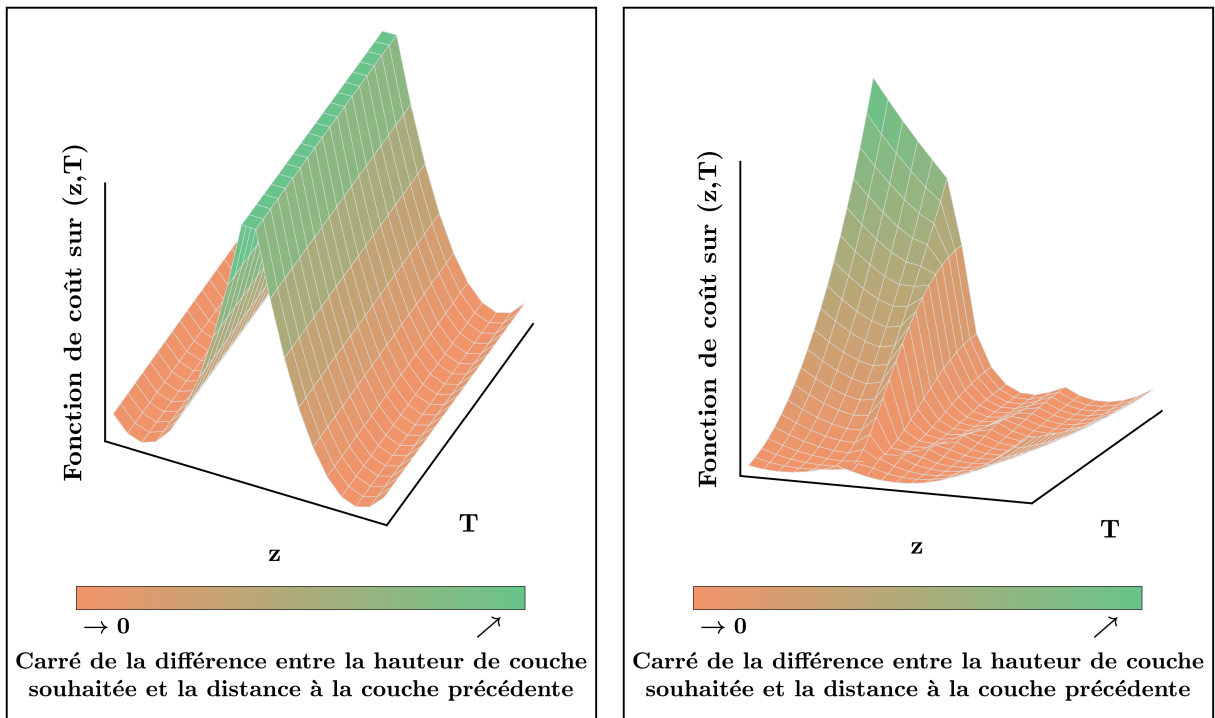 Fonction de coût sur (z,T)
z
T
→ 0
↗
Carré de la différence entre la hauteur de couche
souhaitée et la distance à la couche précédente
Fonction de coût sur (z,T)
z
T
→ 0
↗
Carré de la différence entre la hauteur de couche
souhaitée et la distance à la couche précédente